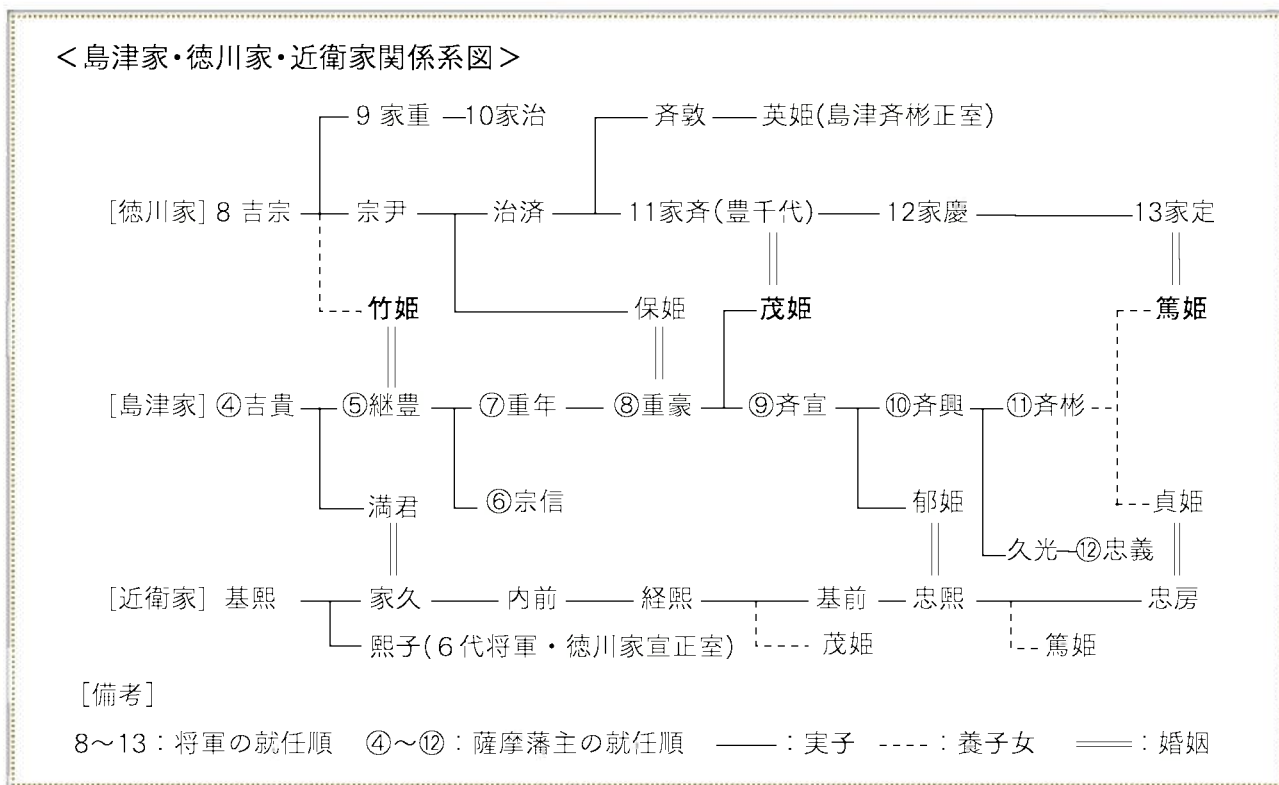 ＜島津家・徳川家・近衛家関係系図＞
9 家重 10家治 斉敦 英姫(島津斉彬正室)
[徳川家] 8 吉宗 宗尹 治済 11家斉(豊千代) 12家慶 13家定
竹姫 保姫 茂姫 篤姫
[島津家] ④吉貴 ⑤継豊 ⑦重年 ⑧重豪 ⑨斉宣 ⑩斉興 ⑪斉彬
満君 ⑥宗信 郁姫 貞姫
久光 ⑫忠義
[近衛家] 基熙 家久 内前 経熙 基前 忠熙 忠房
熙子(6代将軍・徳川家宣正室) 茂姫 篤姫
[備考]
8～13：将軍の就任順 ④～⑫：薩摩藩主の就任順 ：実子 ：養子女 ：婚姻